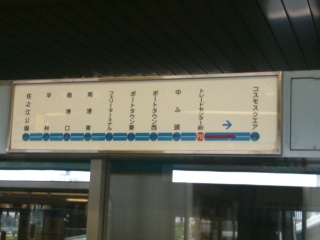 住之江公園
平林
南港口
南港東
フェリーターミナル
ポートタウン東
ポートタウン西
中ふ頭
トレードセンター前
コスモスクエア